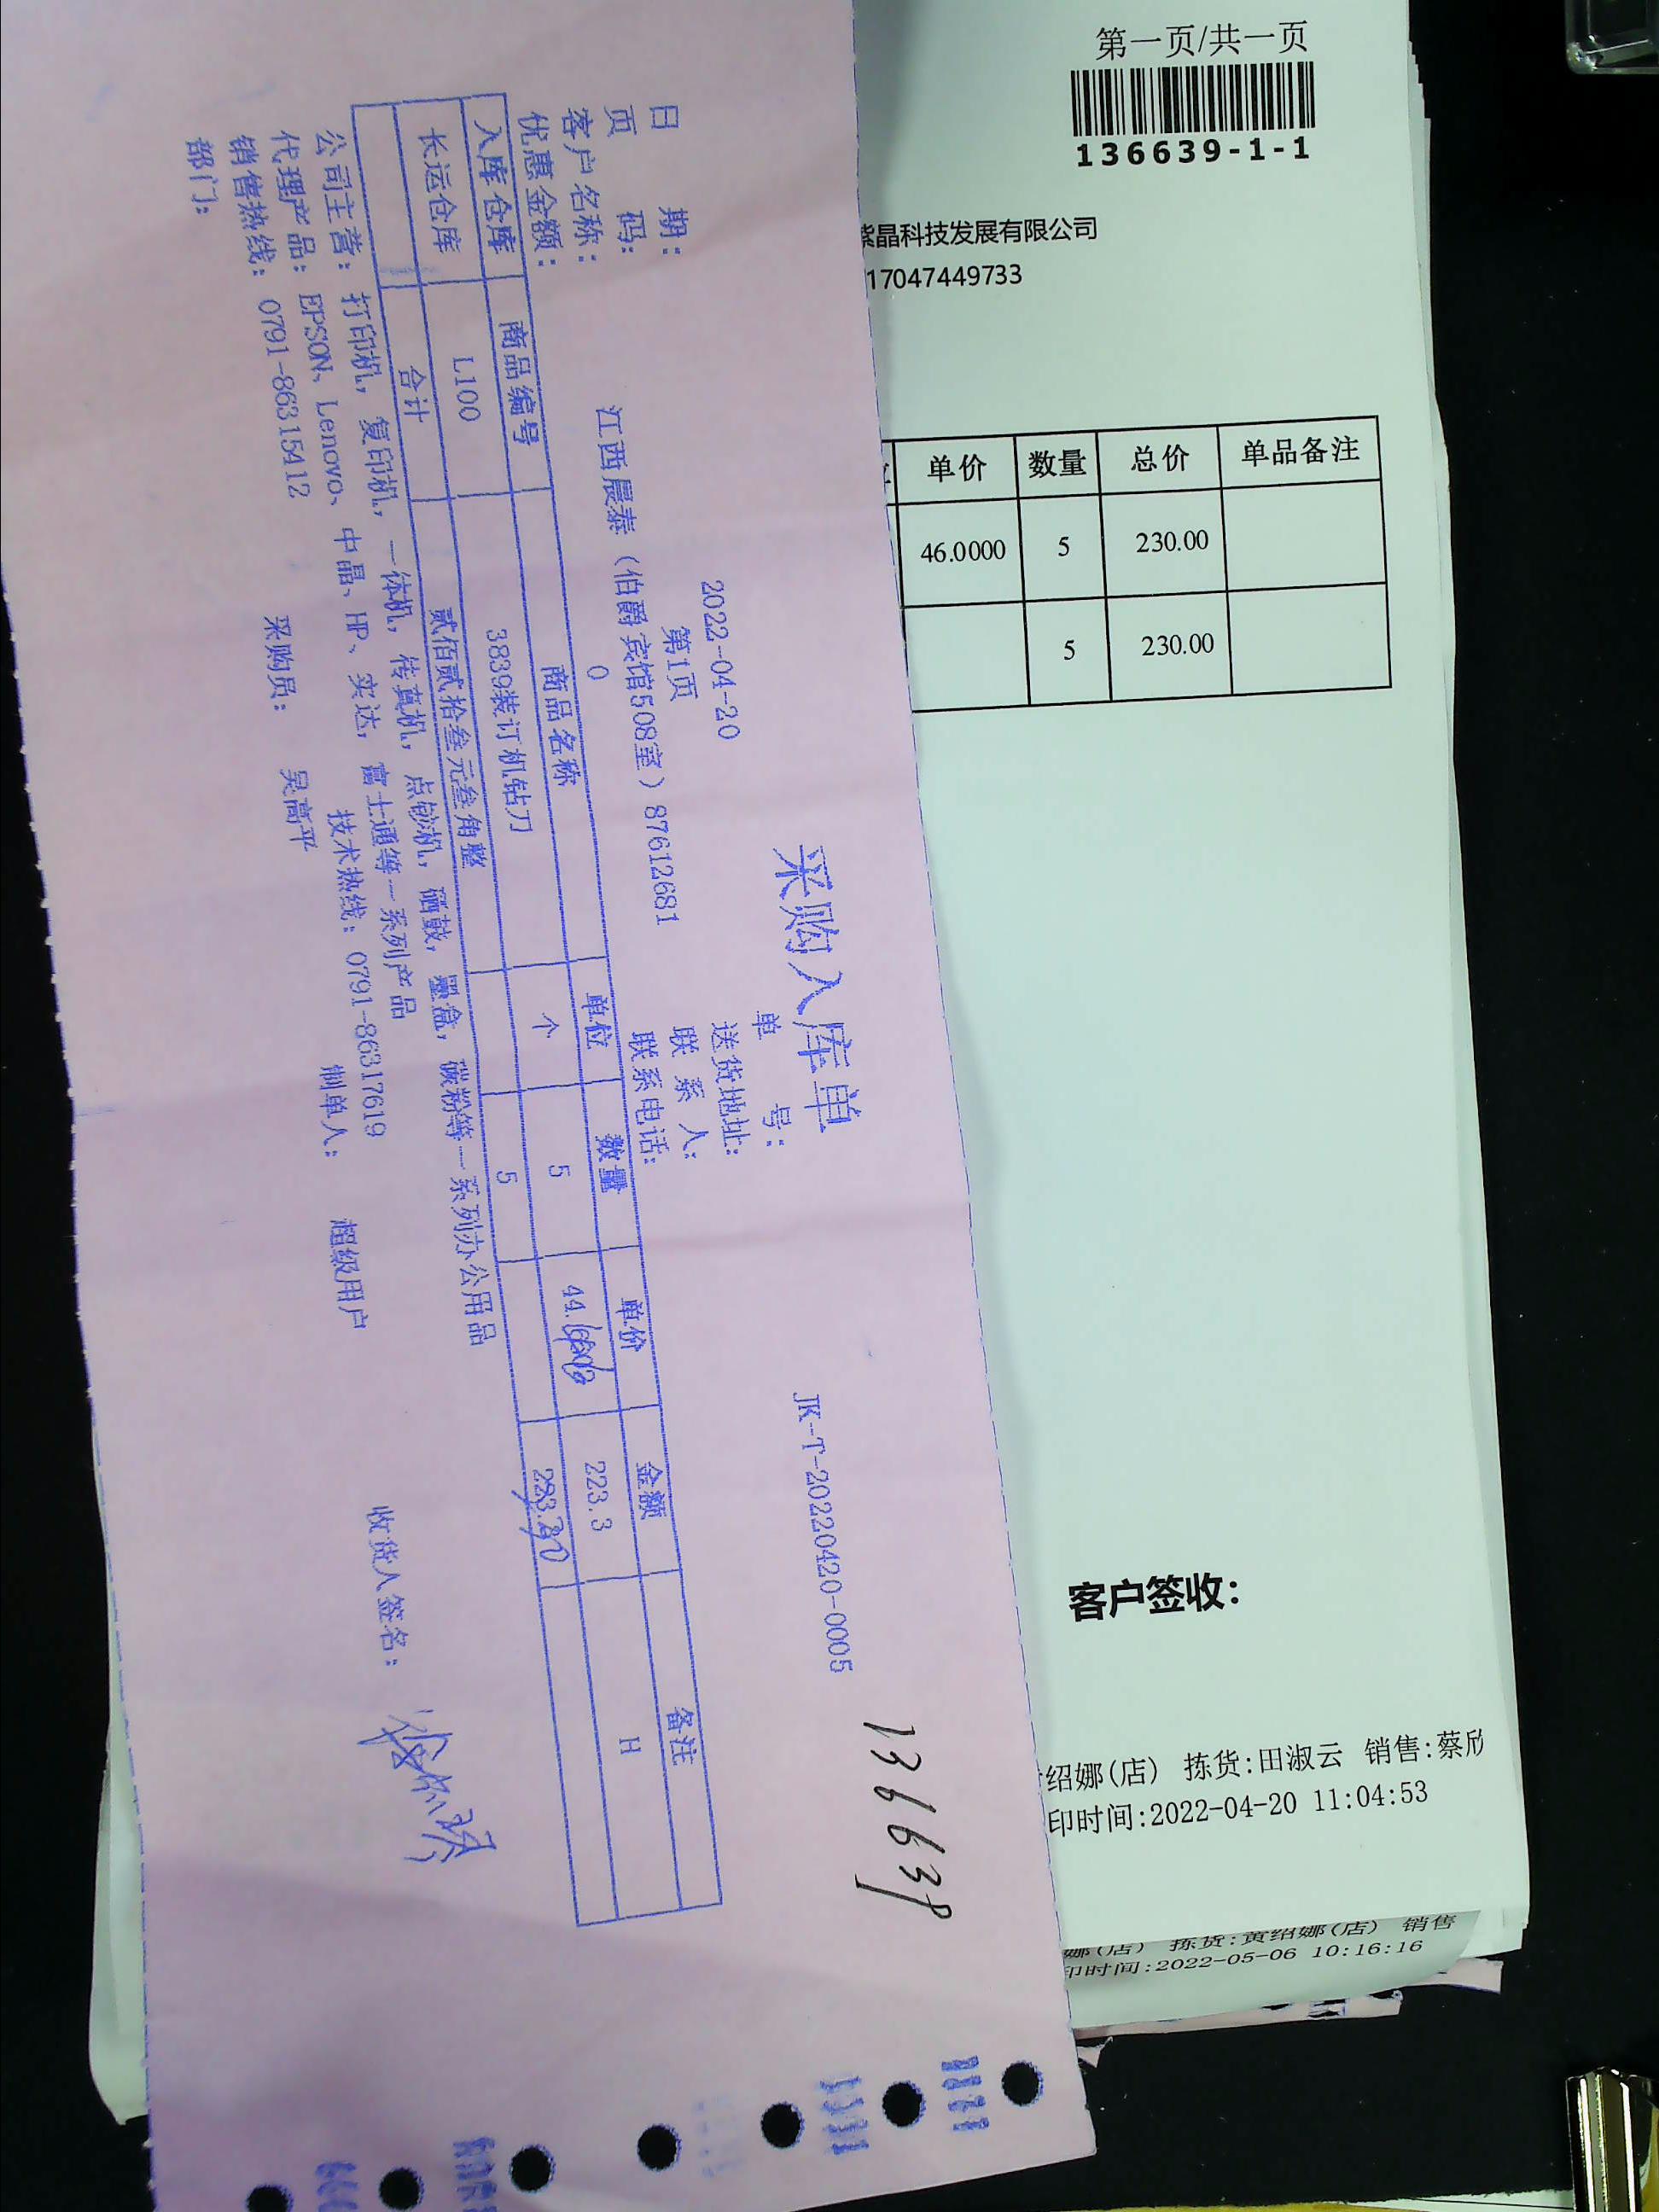 第一页/共一页
136639-1-1
紫晶科技发展有限公司
17047449733
单价 数量 总价 单品备注
46.0000 5 230.00
5 230.00
客户签收:
绍娜(店) 拣货:田淑云 销售:蔡欣
印时间:2022-04-20 11:04:53
娜(店) 拣货:黄绍娜(店) 销售
印时间:2022-05-06 10:16:16
136639
采购入库单
日期: 2022-04-20 单号: JK-T-20220420-0005
页码: 第1页 送货地址:
客户名称: 江西晨泰(伯爵宾馆508室)87612681 联系人:
优惠金额: 0 联系电话:
入库仓库 商品编号 商品名称 单位 数量 单价 金额 备注
长运仓库 L100 3839装订机钻刀 个 5 44. 223.3 H
合计 贰佰贰拾叁元叁角整 5
公司主营: 打印机, 复印机, 一体机, 传真机, 点钞机, 硒鼓, 墨盒, 碳粉等一系列办公用品
代理产品: EPSON、Lenovo、中晶、HP、实达, 富士通等一系列产品
销售热线: 0791-86315412 技术热线: 0791-86317619
部门: 采购员: 吴高平 制单人: 超级用户 收货人签名: